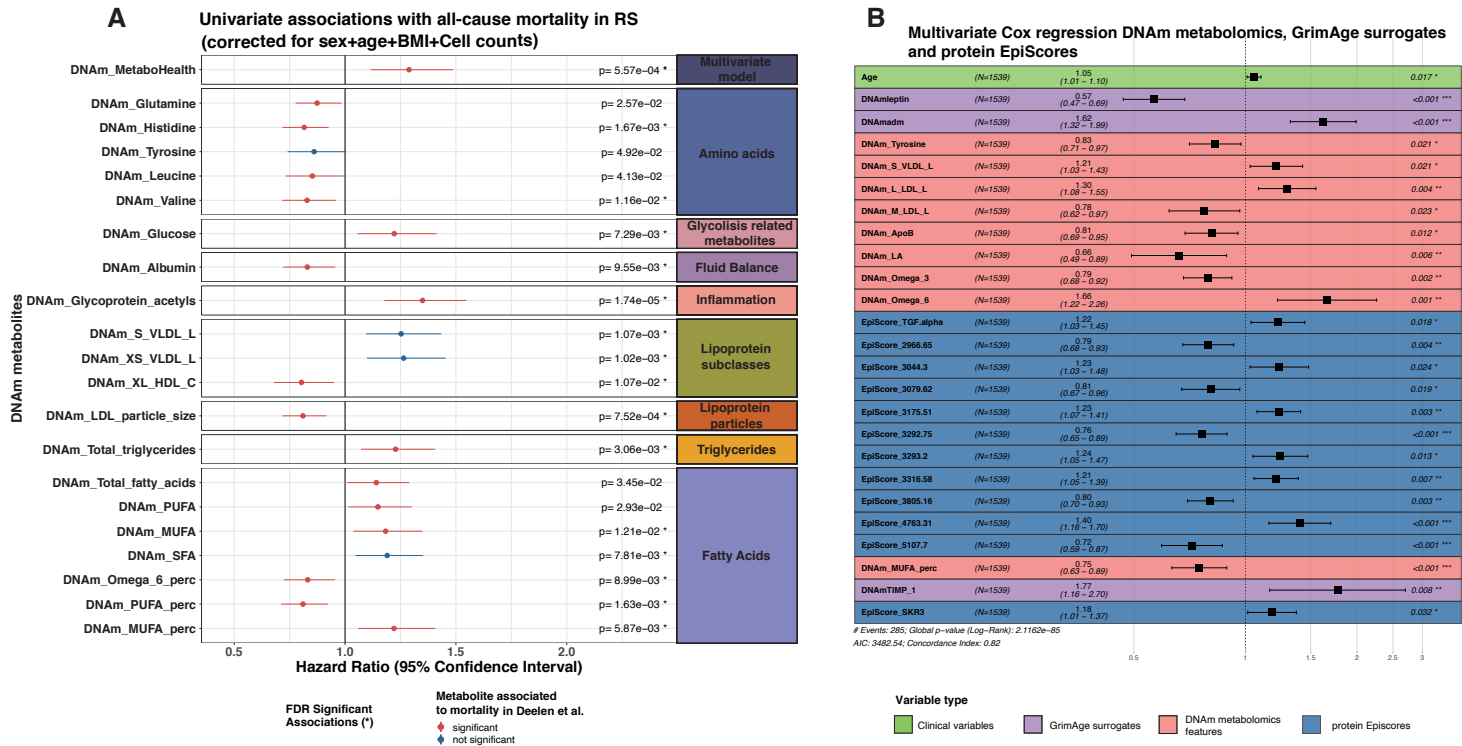 A
Univariate associations with all-cause mortality in RS
(corrected for sex+age+BMI+Cell counts)
DNAm metabolites
DNAm_MetaboHealth p= 5.57e−04 * Multivariate model
DNAm_Glutamine p= 2.57e−02
DNAm_Histidine p= 1.67e−03 *
DNAm_Tyrosine p= 4.92e−02 Amino acids
DNAm_Leucine p= 4.13e−02
DNAm_Valine p= 1.16e−02 *
DNAm_Glucose p= 7.29e−03 * Glycolisis related metabolites
DNAm_Albumin p= 9.55e−03 * Fluid Balance
DNAm_Glycoprotein_acetyls p= 1.74e−05 * Inflammation
DNAm_S_VLDL_L p= 1.07e−03 *
DNAm_XS_VLDL_L p= 1.02e−03 * Lipoprotein subclasses
DNAm_XL_HDL_C p= 1.07e−02 *
DNAm_LDL_particle_size p= 7.52e−04 * Lipoprotein particles
DNAm_Total_triglycerides p= 3.06e−03 * Triglycerides
DNAm_Total_fatty_acids p= 3.45e−02
DNAm_PUFA p= 2.93e−02
DNAm_MUFA p= 1.21e−02 *
DNAm_SFA p= 7.81e−03 * Fatty Acids
DNAm_Omega_6_perc p= 8.99e−03 *
DNAm_PUFA_perc p= 1.63e−03 *
DNAm_MUFA_perc p= 5.87e−03 *
0.5 1.0 1.5 2.0
Hazard Ratio (95% Confidence Interval)
FDR Significant
Associations (*)
Metabolite associated
to mortality in Deelen et al.
significant
not significant
B
Multivariate Cox regression DNAm metabolomics, GrimAge surrogates
and protein EpiScores
Age (N=1539) 1.05 (1.01 − 1.10) 0.017 *
DNAmleptin (N=1539) 0.57 (0.47 − 0.69) <0.001 ***
DNAmadm (N=1539) 1.62 (1.32 − 1.99) <0.001 ***
DNAm_Tyrosine (N=1539) 0.83 (0.71 − 0.97) 0.021 *
DNAm_S_VLDL_L (N=1539) 1.21 (1.03 − 1.43) 0.021 *
DNAm_L_LDL_L (N=1539) 1.30 (1.08 − 1.55) 0.004 **
DNAm_M_LDL_L (N=1539) 0.78 (0.62 − 0.97) 0.023 *
DNAm_ApoB (N=1539) 0.81 (0.69 − 0.95) 0.012 *
DNAm_LA (N=1539) 0.66 (0.49 − 0.89) 0.006 **
DNAm_Omega_3 (N=1539) 0.79 (0.68 − 0.92) 0.002 **
DNAm_Omega_6 (N=1539) 1.66 (1.22 − 2.26) 0.001 **
EpiScore_TGF.alpha (N=1539) 1.22 (1.03 − 1.45) 0.018 *
EpiScore_2966.65 (N=1539) 0.79 (0.68 − 0.93) 0.004 **
EpiScore_3044.3 (N=1539) 1.23 (1.03 − 1.48) 0.024 *
EpiScore_3079.62 (N=1539) 0.81 (0.67 − 0.96) 0.019 *
EpiScore_3175.51 (N=1539) 1.23 (1.07 − 1.41) 0.003 **
EpiScore_3292.75 (N=1539) 0.76 (0.65 − 0.89) <0.001 ***
EpiScore_3293.2 (N=1539) 1.24 (1.05 − 1.47) 0.013 *
EpiScore_3316.58 (N=1539) 1.21 (1.05 − 1.39) 0.007 **
EpiScore_3805.16 (N=1539) 0.80 (0.70 − 0.93) 0.003 **
EpiScore_4763.31 (N=1539) 1.40 (1.16 − 1.70) <0.001 ***
EpiScore_5107.7 (N=1539) 0.72 (0.59 − 0.87) <0.001 ***
DNAm_MUFA_perc (N=1539) 0.75 (0.63 − 0.89) <0.001 ***
DNAmTIMP_1 (N=1539) 1.77 (1.16 − 2.70) 0.008 **
EpiScore_SKR3 (N=1539) 1.18 (1.01 − 1.37) 0.032 *
# Events: 285; Global p−value (Log−Rank): 2.1162e−85
AIC: 3482.54; Concordance Index: 0.82
0.5 1 1.5 2 2.5 3
Variable type
Clinical variables
GrimAge surrogates
DNAm metabolomics
features
protein Episcores